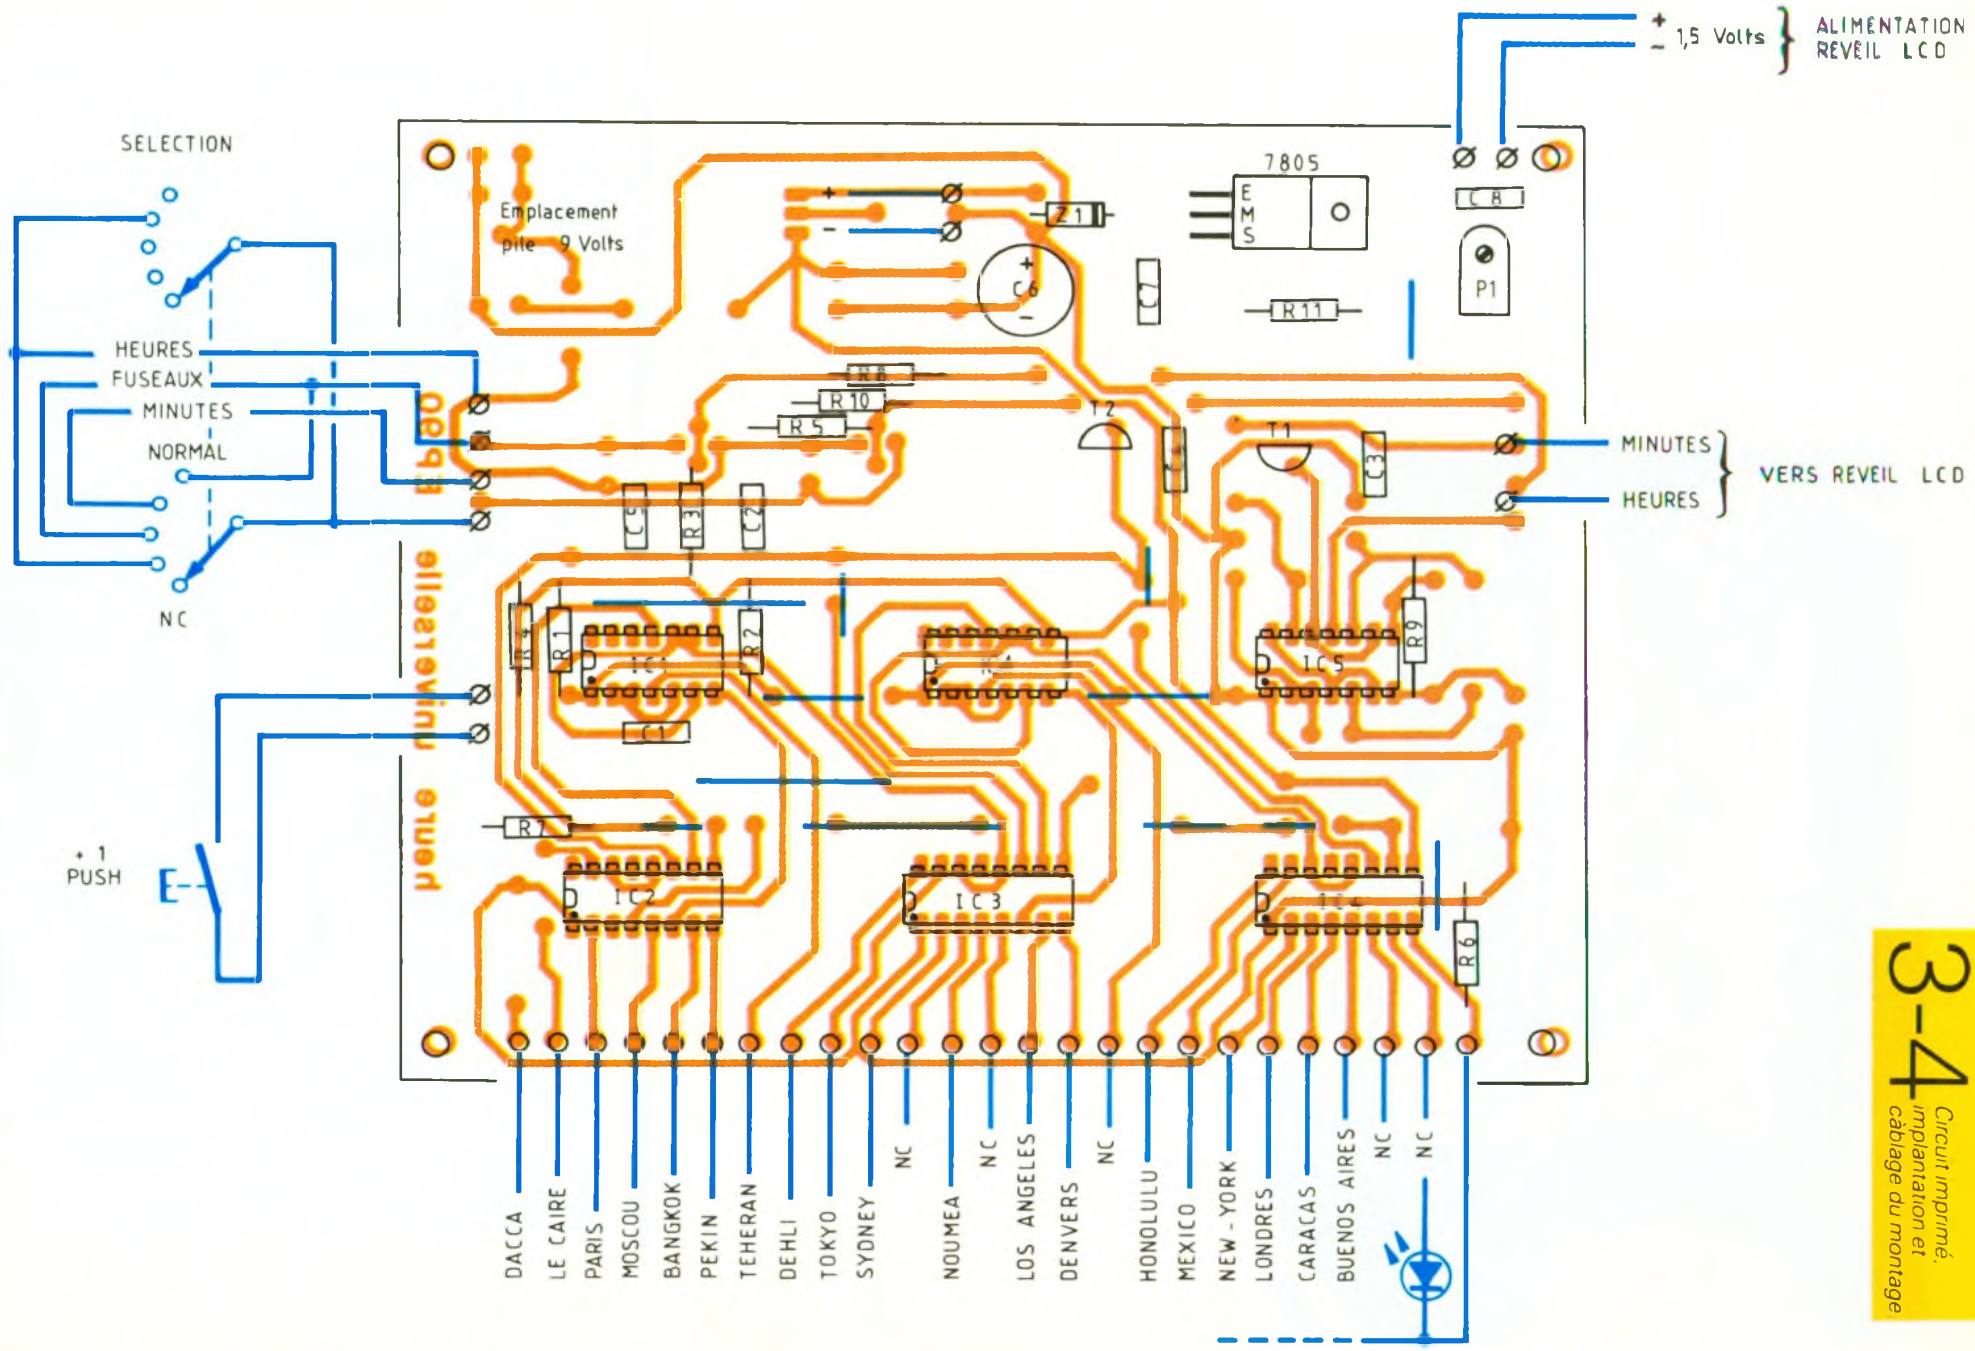 +
- 1,5 Volts
ALIMENTATION
REVEIL LCD
SELECTION
HEURES
FUSEAUX
MINUTES
NORMAL
NC
+ 1
PUSH
Emplacement
pile 9 Volts
+
-
Z1
+
C6
-
C7
7805
E
M
S
C8
P1
R11
R8
R10
R5
T2
T1
C3
MINUTES
HEURES
VERS REVEIL LCD
EP90
heure universelle
C5
R3
C2
R4
R1
IC1
R2
C1
IC5
R9
R7
IC2
IC3
R6
DACCA
LE CAIRE
PARIS
MOSCOU
BANGKOK
PEKIN
TEHERAN
DEHLI
TOKYO
SYDNEY
NC
NOUMEA
NC
LOS ANGELES
DENVERS
NC
HONOLULU
MEXICO
NEW-YORK
LONDRES
CARACAS
BUENOS AIRES
NC
NC
3-4
Circuit imprimé,
implantation et
câblage du montage